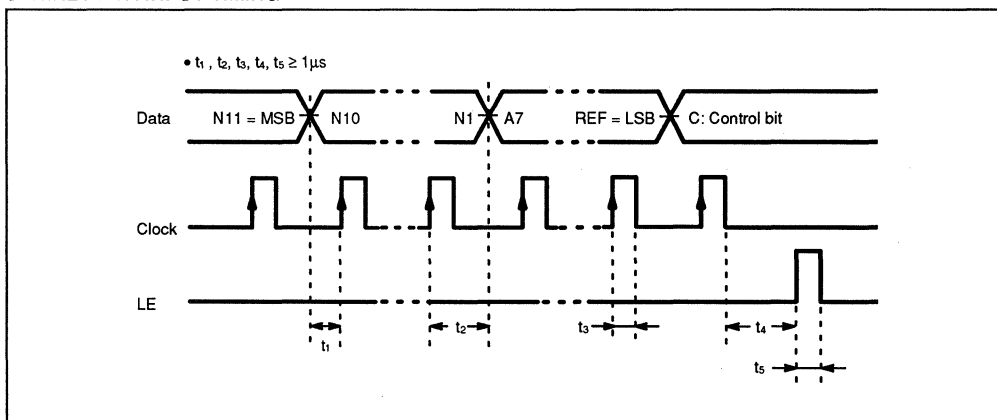 • t₁ , t₂, t₃, t₄, t₅ ≥ 1µs
Data N11 = MSB N10 N1 A7 REF = LSB C: Control bit
Clock
LE
t₁ t₂ t₃ t₄
t₅